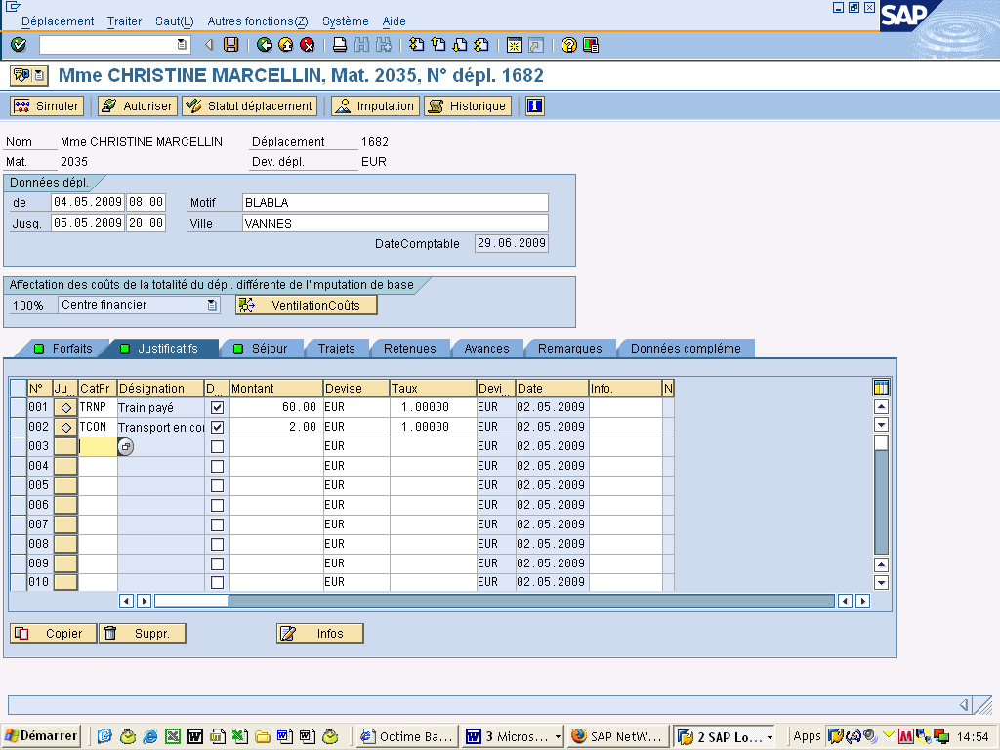 Déplacement Traiter Saut(L) Autres fonctions(Z) Système Aide
SAP
Mme CHRISTINE MARCELLIN, Mat. 2035, N° dépl. 1682
Simuler Autoriser Statut déplacement Imputation Historique
Nom Mme CHRISTINE MARCELLIN Déplacement 1682
Mat. 2035 Dev. dépl. EUR
Données dépl.
de 04.05.2009 08:00 Motif BLABLA
Jusq. 05.05.2009 20:00 Ville VANNES
DateComptable 29.06.2009
Affectation des coûts de la totalité du dépl. différente de l'imputation de base
100% Centre financier VentilationCoûts
Forfaits Justificatifs Séjour Trajets Retenues Avances Remarques Données compléme
N° Ju... CatFr Désignation D... Montant Devise Taux Devi... Date Info. N
001 TRNP Train payé 60.00 EUR 1.00000 EUR 02.05.2009
002 TCOM Transport en con 2.00 EUR 1.00000 EUR 02.05.2009
003 EUR EUR 02.05.2009
004 EUR EUR 02.05.2009
005 EUR EUR 02.05.2009
006 EUR EUR 02.05.2009
007 EUR EUR 02.05.2009
008 EUR EUR 02.05.2009
009 EUR EUR 02.05.2009
010 EUR EUR 02.05.2009
Copier Suppr. Infos
Démarrer Octime Ba... 3 Micros... SAP NetW... 2 SAP Lo... Apps 14:54